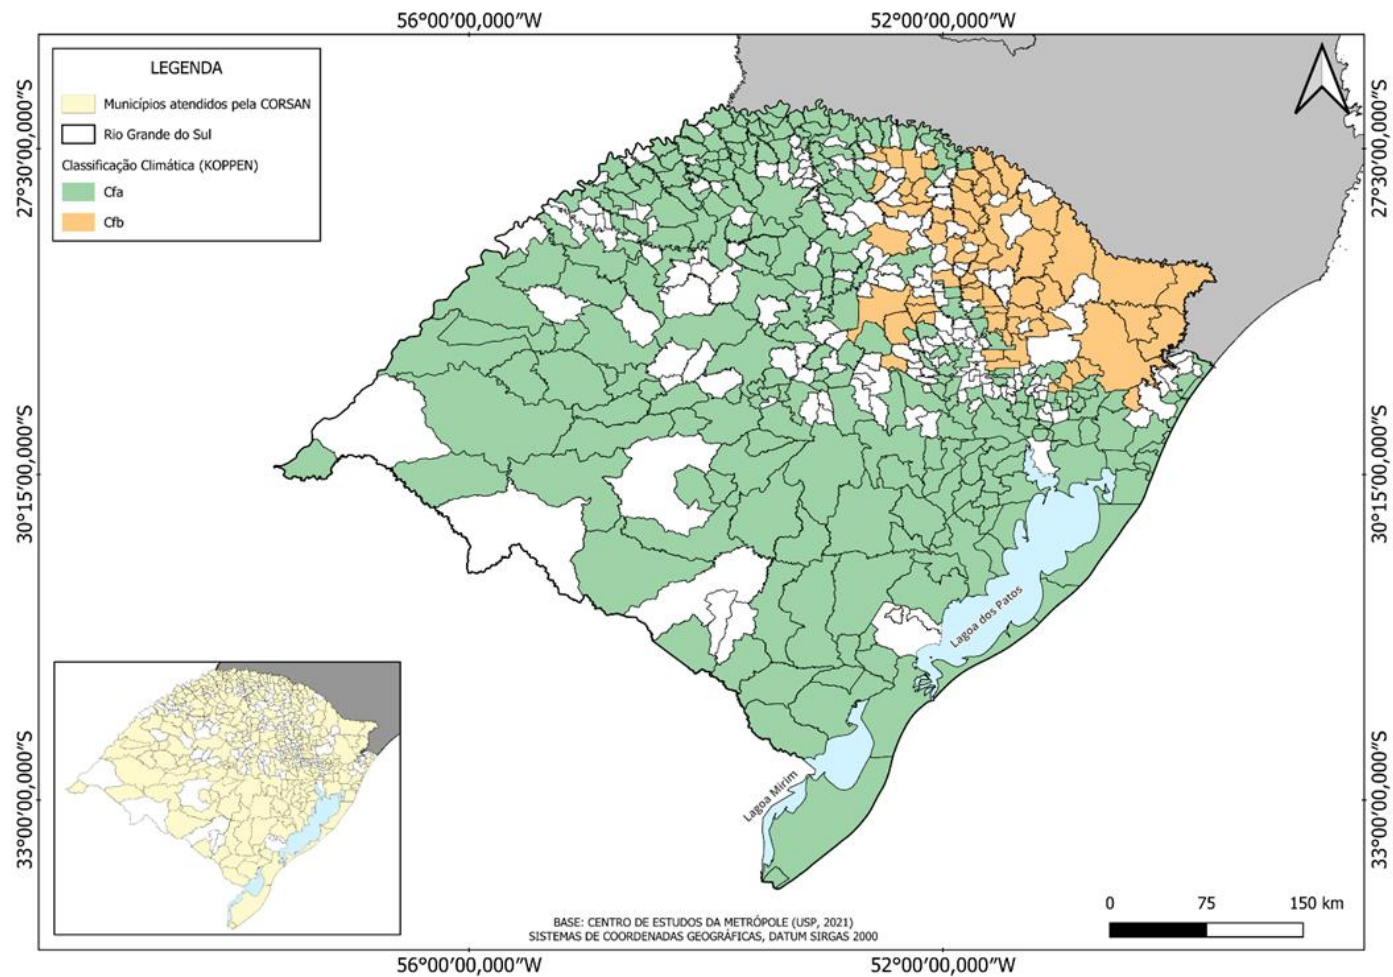 56°00′00,000″W
52°00′00,000″W
27°30′00,000″S
30°15′00,000″S
33°00′00,000″S
LEGENDA
Municípios atendidos pela CORSAN
Rio Grande do Sul
Classificação Climática (KOPPEN)
Cfa
Cfb
27°30′00,000″S
30°15′00,000″S
33°00′00,000″S
Lagoa dos Patos
Lagoa Mirim
0 75 150 km
BASE: CENTRO DE ESTUDOS DA METRÓPOLE (USP, 2021)
SISTEMAS DE COORDENADAS GEOGRÁFICAS, DATUM SIRGAS 2000
56°00′00,000″W
52°00′00,000″W